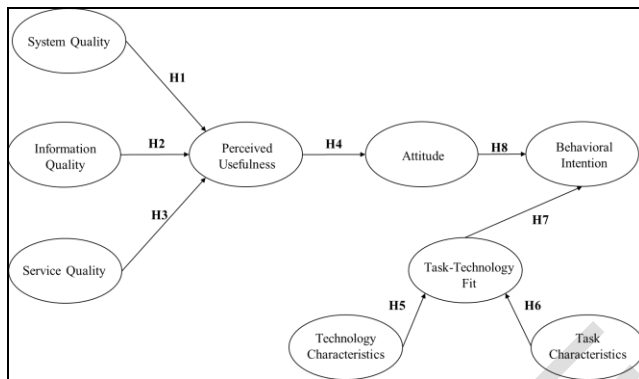 System Quality
H1
Information
Quality
H2
Perceived
Usefulness
H4
Attitude
H8
Behavioral
Intention
H3
H7
Service Quality
Task-Technology
Fit
H5
H6
Technology
Characteristics
Task
Characteristics